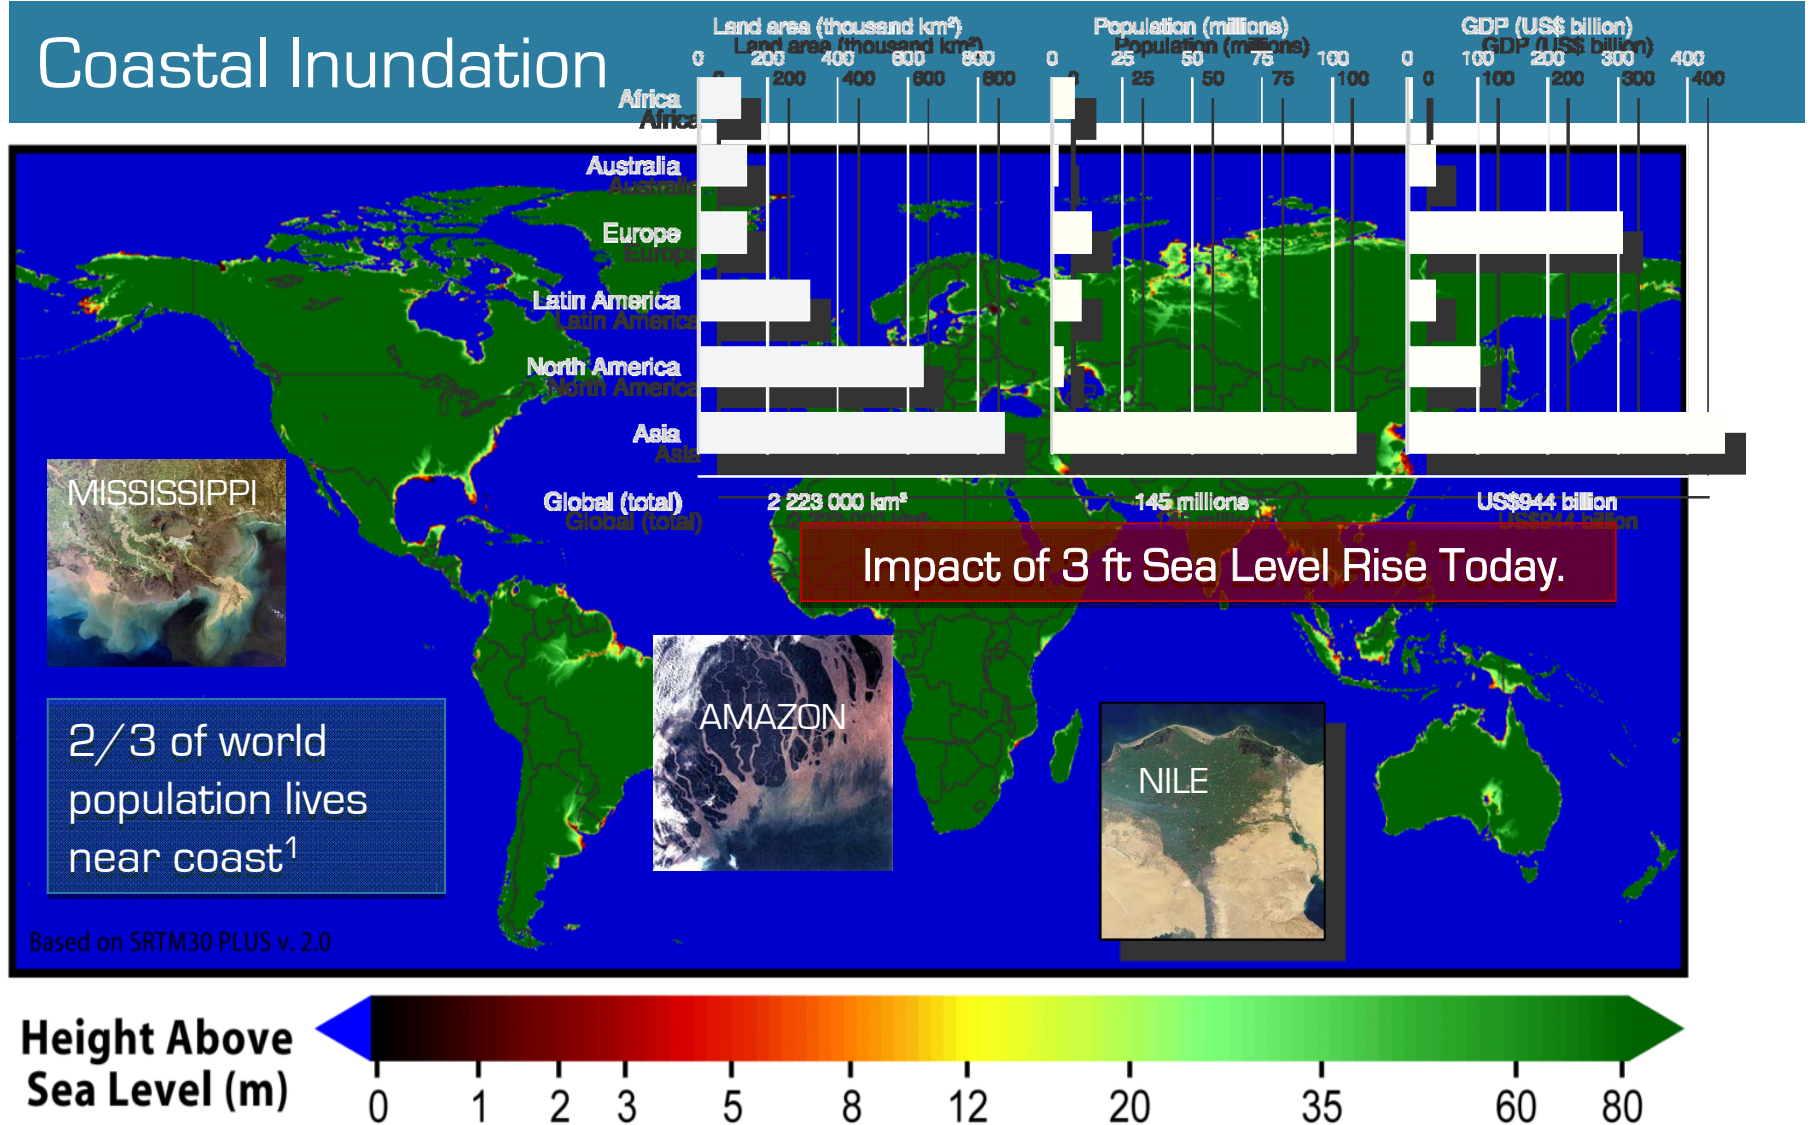 Coastal Inundation
Land area (thousand km²)
Population (millions)
GDP (US$ billion)
0 200 400 600 800
0 25 50 75 100
0 100 200 300 400
Africa
Australia
Europe
Latin America
North America
Asia
Global (total) 2 223 000 km² 145 millions US$944 billion
Impact of 3 ft Sea Level Rise Today.
MISSISSIPPI
AMAZON
NILE
2/3 of world
population lives
near coast¹
Based on SRTM30 PLUS v. 2.0
Height Above
Sea Level (m)
0 1 2 3 5 8 12 20 35 60 80